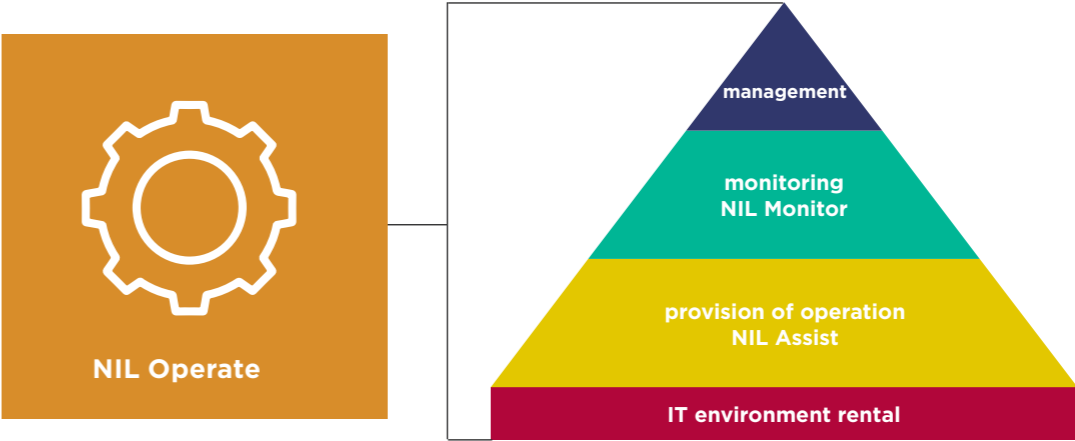 NIL Operate
management
monitoring
NIL Monitor
provision of operation
NIL Assist
IT environment rental